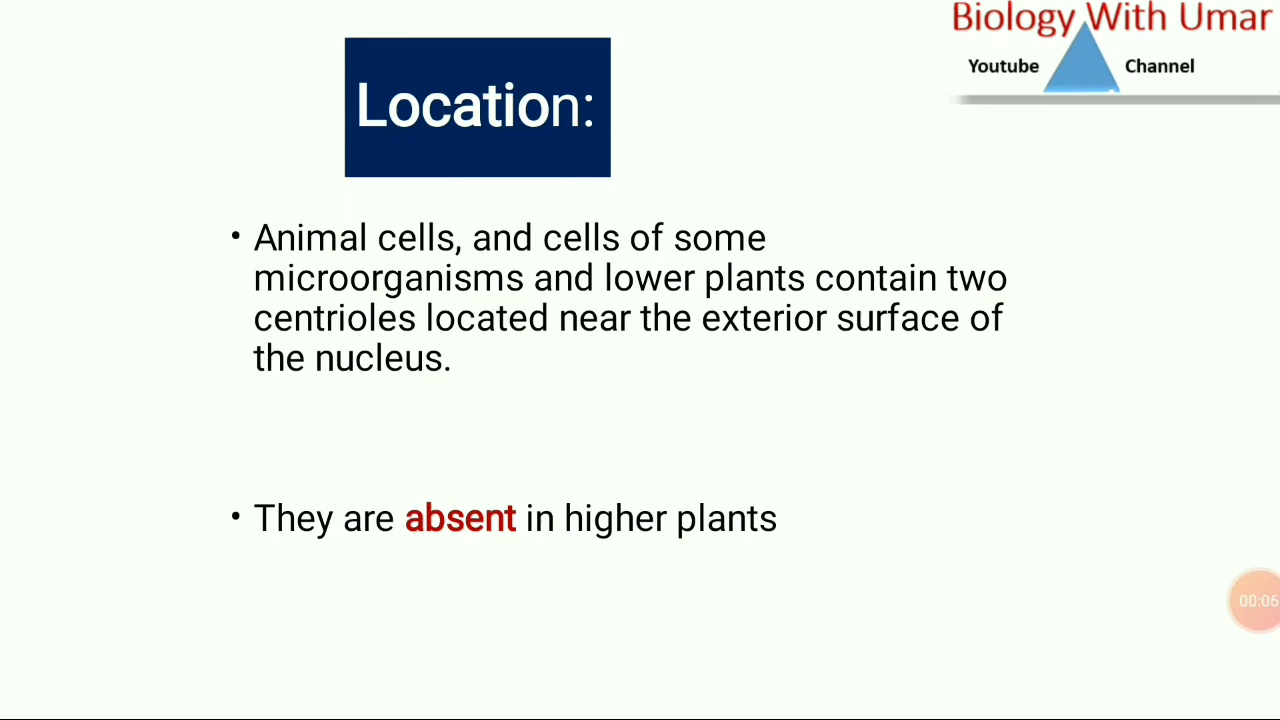 Biology With Umar
Youtube Channel
Location:
• Animal cells, and cells of some
microorganisms and lower plants contain two
centrioles located near the exterior surface of
the nucleus.
• They are absent in higher plants
00:06